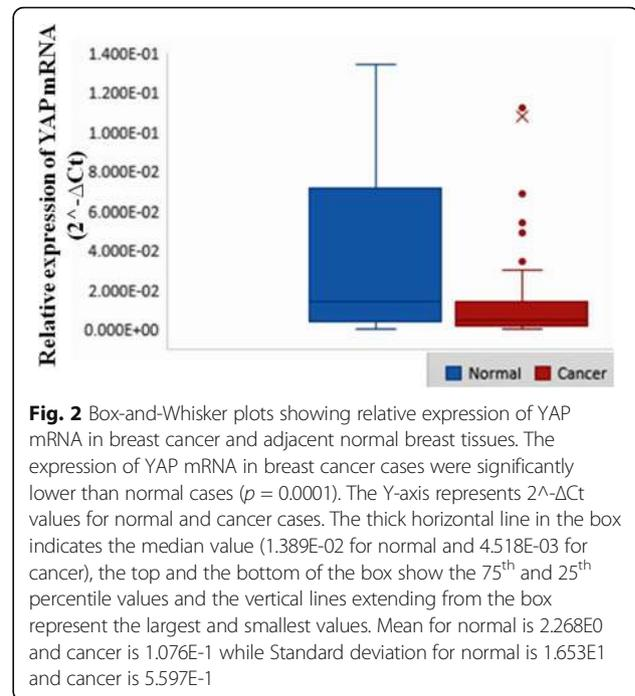 Relative expression of YAP mRNA
(2^-ΔCt)
1.400E-01
1.200E-01
1.000E-01
8.000E-02
6.000E-02
4.000E-02
2.000E-02
0.000E+00
Normal Cancer
Fig. 2 Box-and-Whisker plots showing relative expression of YAP
mRNA in breast cancer and adjacent normal breast tissues. The
expression of YAP mRNA in breast cancer cases were significantly
lower than normal cases (p = 0.0001). The Y-axis represents 2^-ΔCt
values for normal and cancer cases. The thick horizontal line in the box
indicates the median value (1.389E-02 for normal and 4.518E-03 for
cancer), the top and the bottom of the box show the 75th and 25th
percentile values and the vertical lines extending from the box
represent the largest and smallest values. Mean for normal is 2.268E0
and cancer is 1.076E-1 while Standard deviation for normal is 1.653E1
and cancer is 5.597E-1